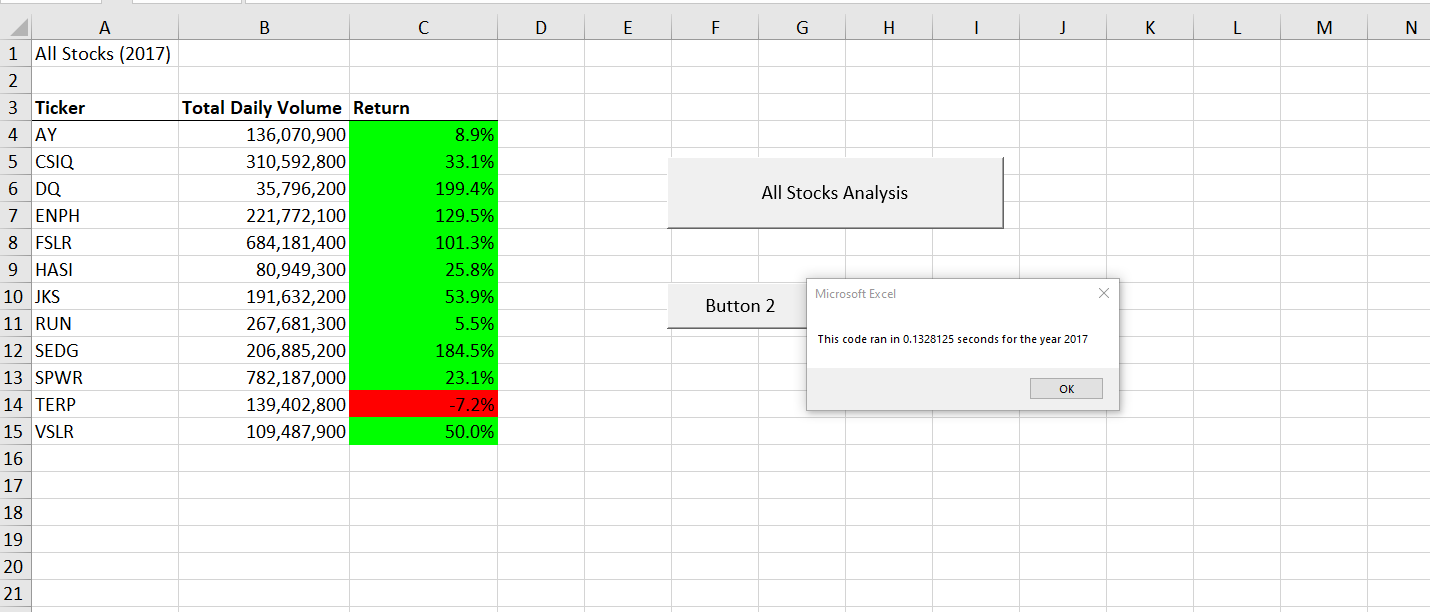 A B C D E F G H I J K L M N
1 All Stocks (2017)
2
3 Ticker Total Daily Volume Return
4 AY 136,070,900 8.9%
5 CSIQ 310,592,800 33.1%
6 DQ 35,796,200 199.4%
7 ENPH 221,772,100 129.5%
8 FSLR 684,181,400 101.3%
9 HASI 80,949,300 25.8%
10 JKS 191,632,200 53.9%
11 RUN 267,681,300 5.5%
12 SEDG 206,885,200 184.5%
13 SPWR 782,187,000 23.1%
14 TERP 139,402,800 -7.2%
15 VSLR 109,487,900 50.0%
16
17
18
19
20
21
All Stocks Analysis
Button 2
Microsoft Excel
This code ran in 0.1328125 seconds for the year 2017
OK